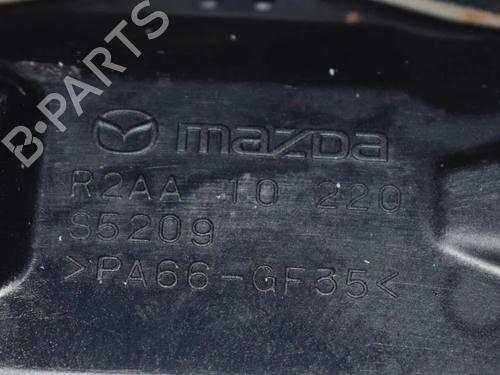 B-PARTS
mazda
R2AA 10 220
S5209
>PA66-GF35<